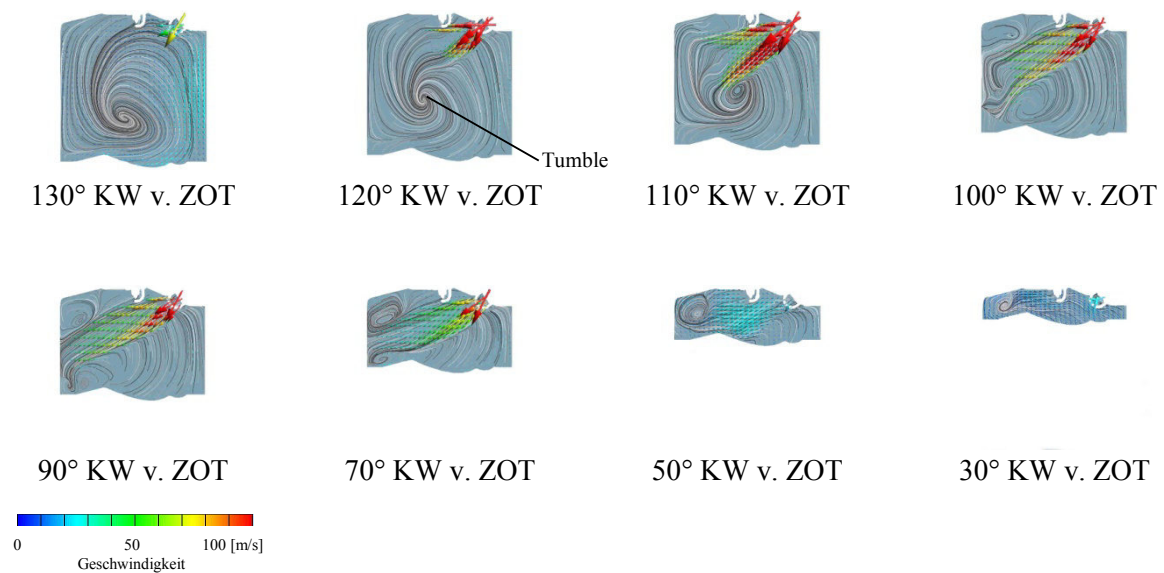 Tumble
130° KW v. ZOT
120° KW v. ZOT
110° KW v. ZOT
100° KW v. ZOT
90° KW v. ZOT
70° KW v. ZOT
50° KW v. ZOT
30° KW v. ZOT
0 50 100 [m/s]
Geschwindigkeit